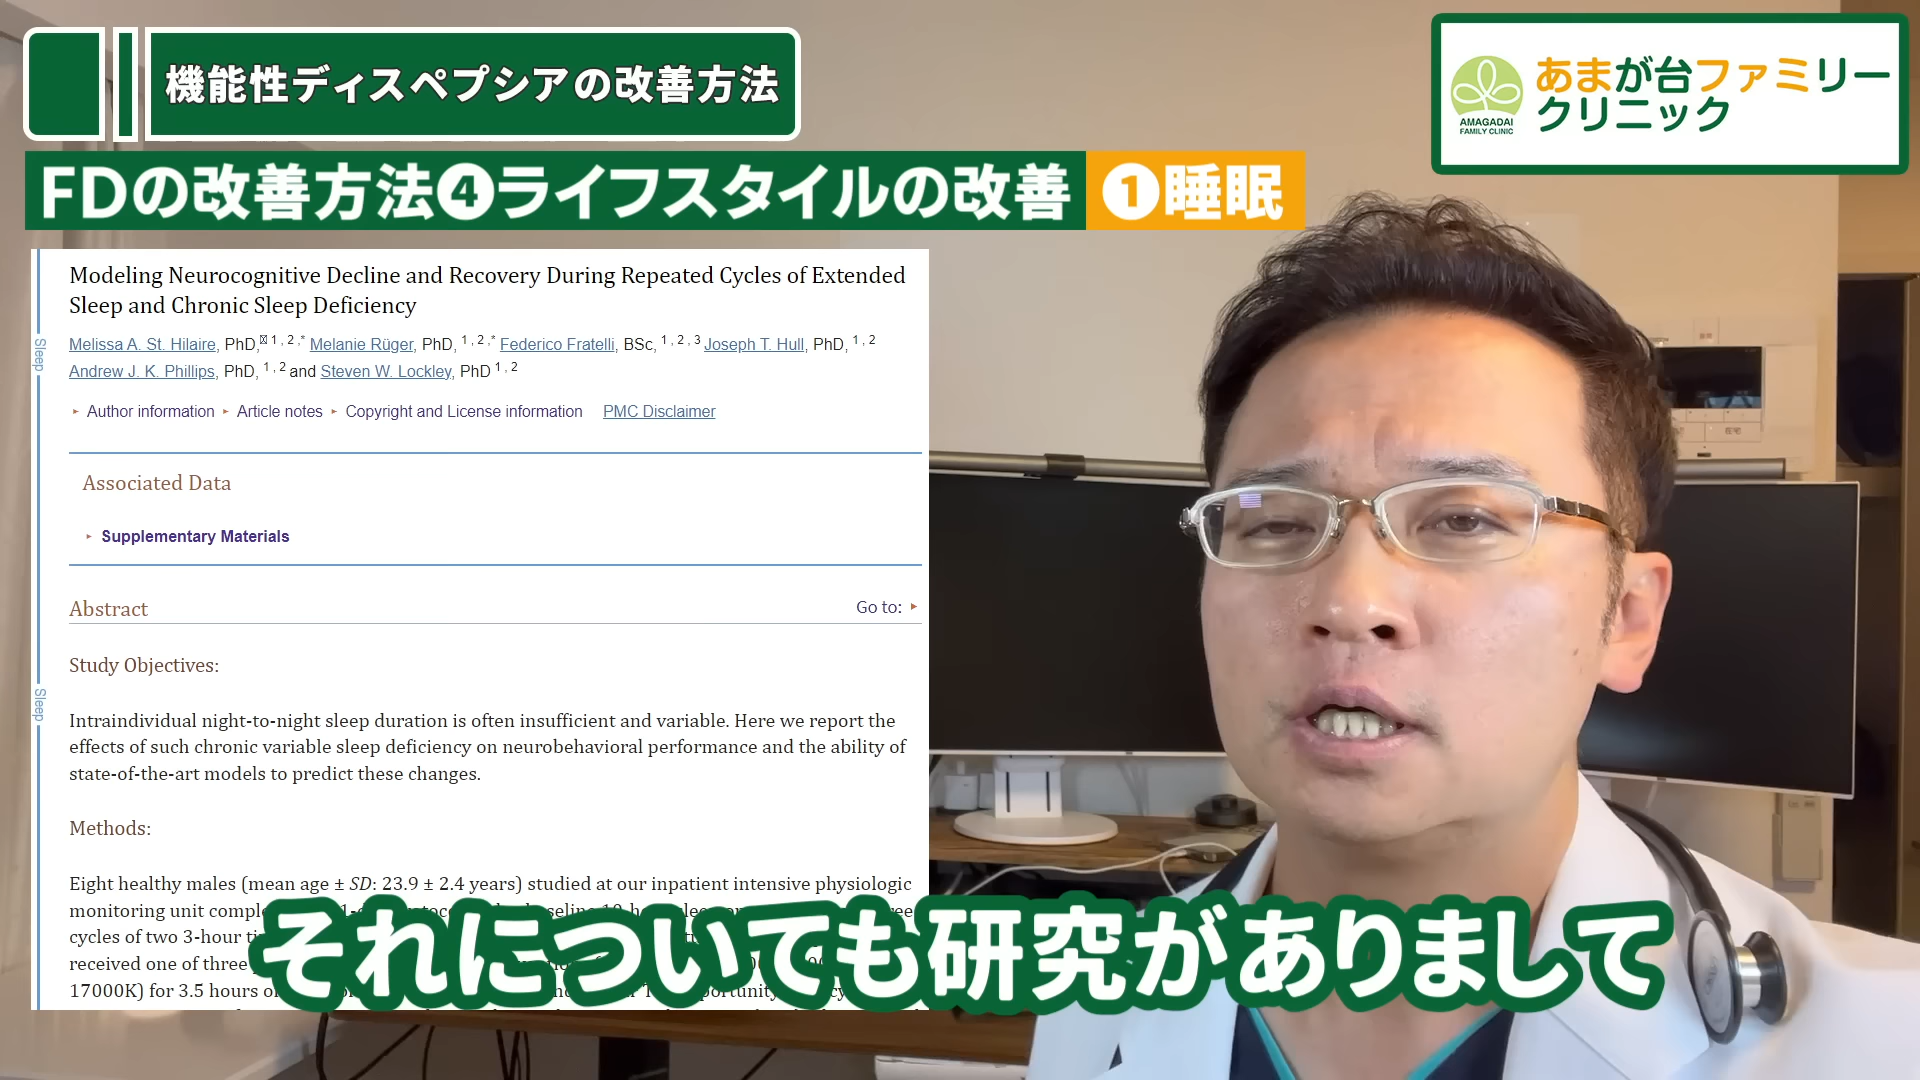 機能性ディスペプシアの改善方法
あまが台ファミリー
クリニック
AMAGADAI
FAMILY CLINIC
FDの改善方法❹ライフスタイルの改善 ❶睡眠
Modeling Neurocognitive Decline and Recovery During Repeated Cycles of Extended
Sleep and Chronic Sleep Deficiency
Melissa A. St. Hilaire, PhD, 1, 2,* Melanie Rüger, PhD, 1, 2,* Federico Fratelli, BSc, 1, 2, 3 Joseph T. Hull, PhD, 1, 2
Andrew J. K. Phillips, PhD, 1, 2 and Steven W. Lockley, PhD 1, 2
Author information Article notes Copyright and License information PMC Disclaimer
Sleep
Associated Data
Supplementary Materials
Abstract Go to:
Study Objectives:
Sleep
Intraindividual night-to-night sleep duration is often insufficient and variable. Here we report the
effects of such chronic variable sleep deficiency on neurobehavioral performance and the ability of
state-of-the-art models to predict these changes.
Methods:
Eight healthy males (mean age ± SD: 23.9 ± 2.4 years) studied at our inpatient intensive physiologic
monitoring unit
cycles of two 3-hour
received one of three
17000K) for 3.5 hours
それについても研究がありまして